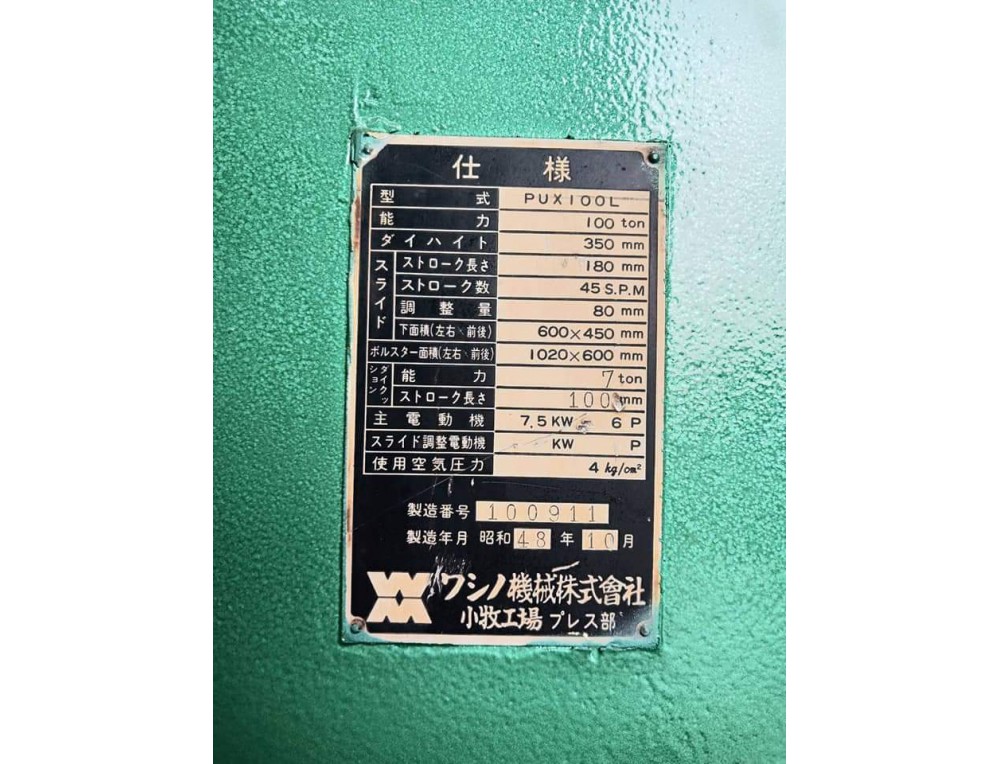 仕様
型式 PUX100L
能力 100 ton
ダイハイト 350 mm
スライド ストローク長さ 180 mm
ストローク数 45 S.P.M
調整量 80 mm
下面積(左右×前後) 600×450 mm
ボルスター面積(左右×前後) 1020×600 mm
ダイクッション 能力 7 ton
ストローク長さ 100 mm
主電動機 7.5 KW 6 P
スライド調整電動機 KW P
使用空気圧力 4 kg/cm²
製造番号 100911
製造年月 昭和 48 年 10 月
ワシノ機械株式會社
小牧工場 プレス部